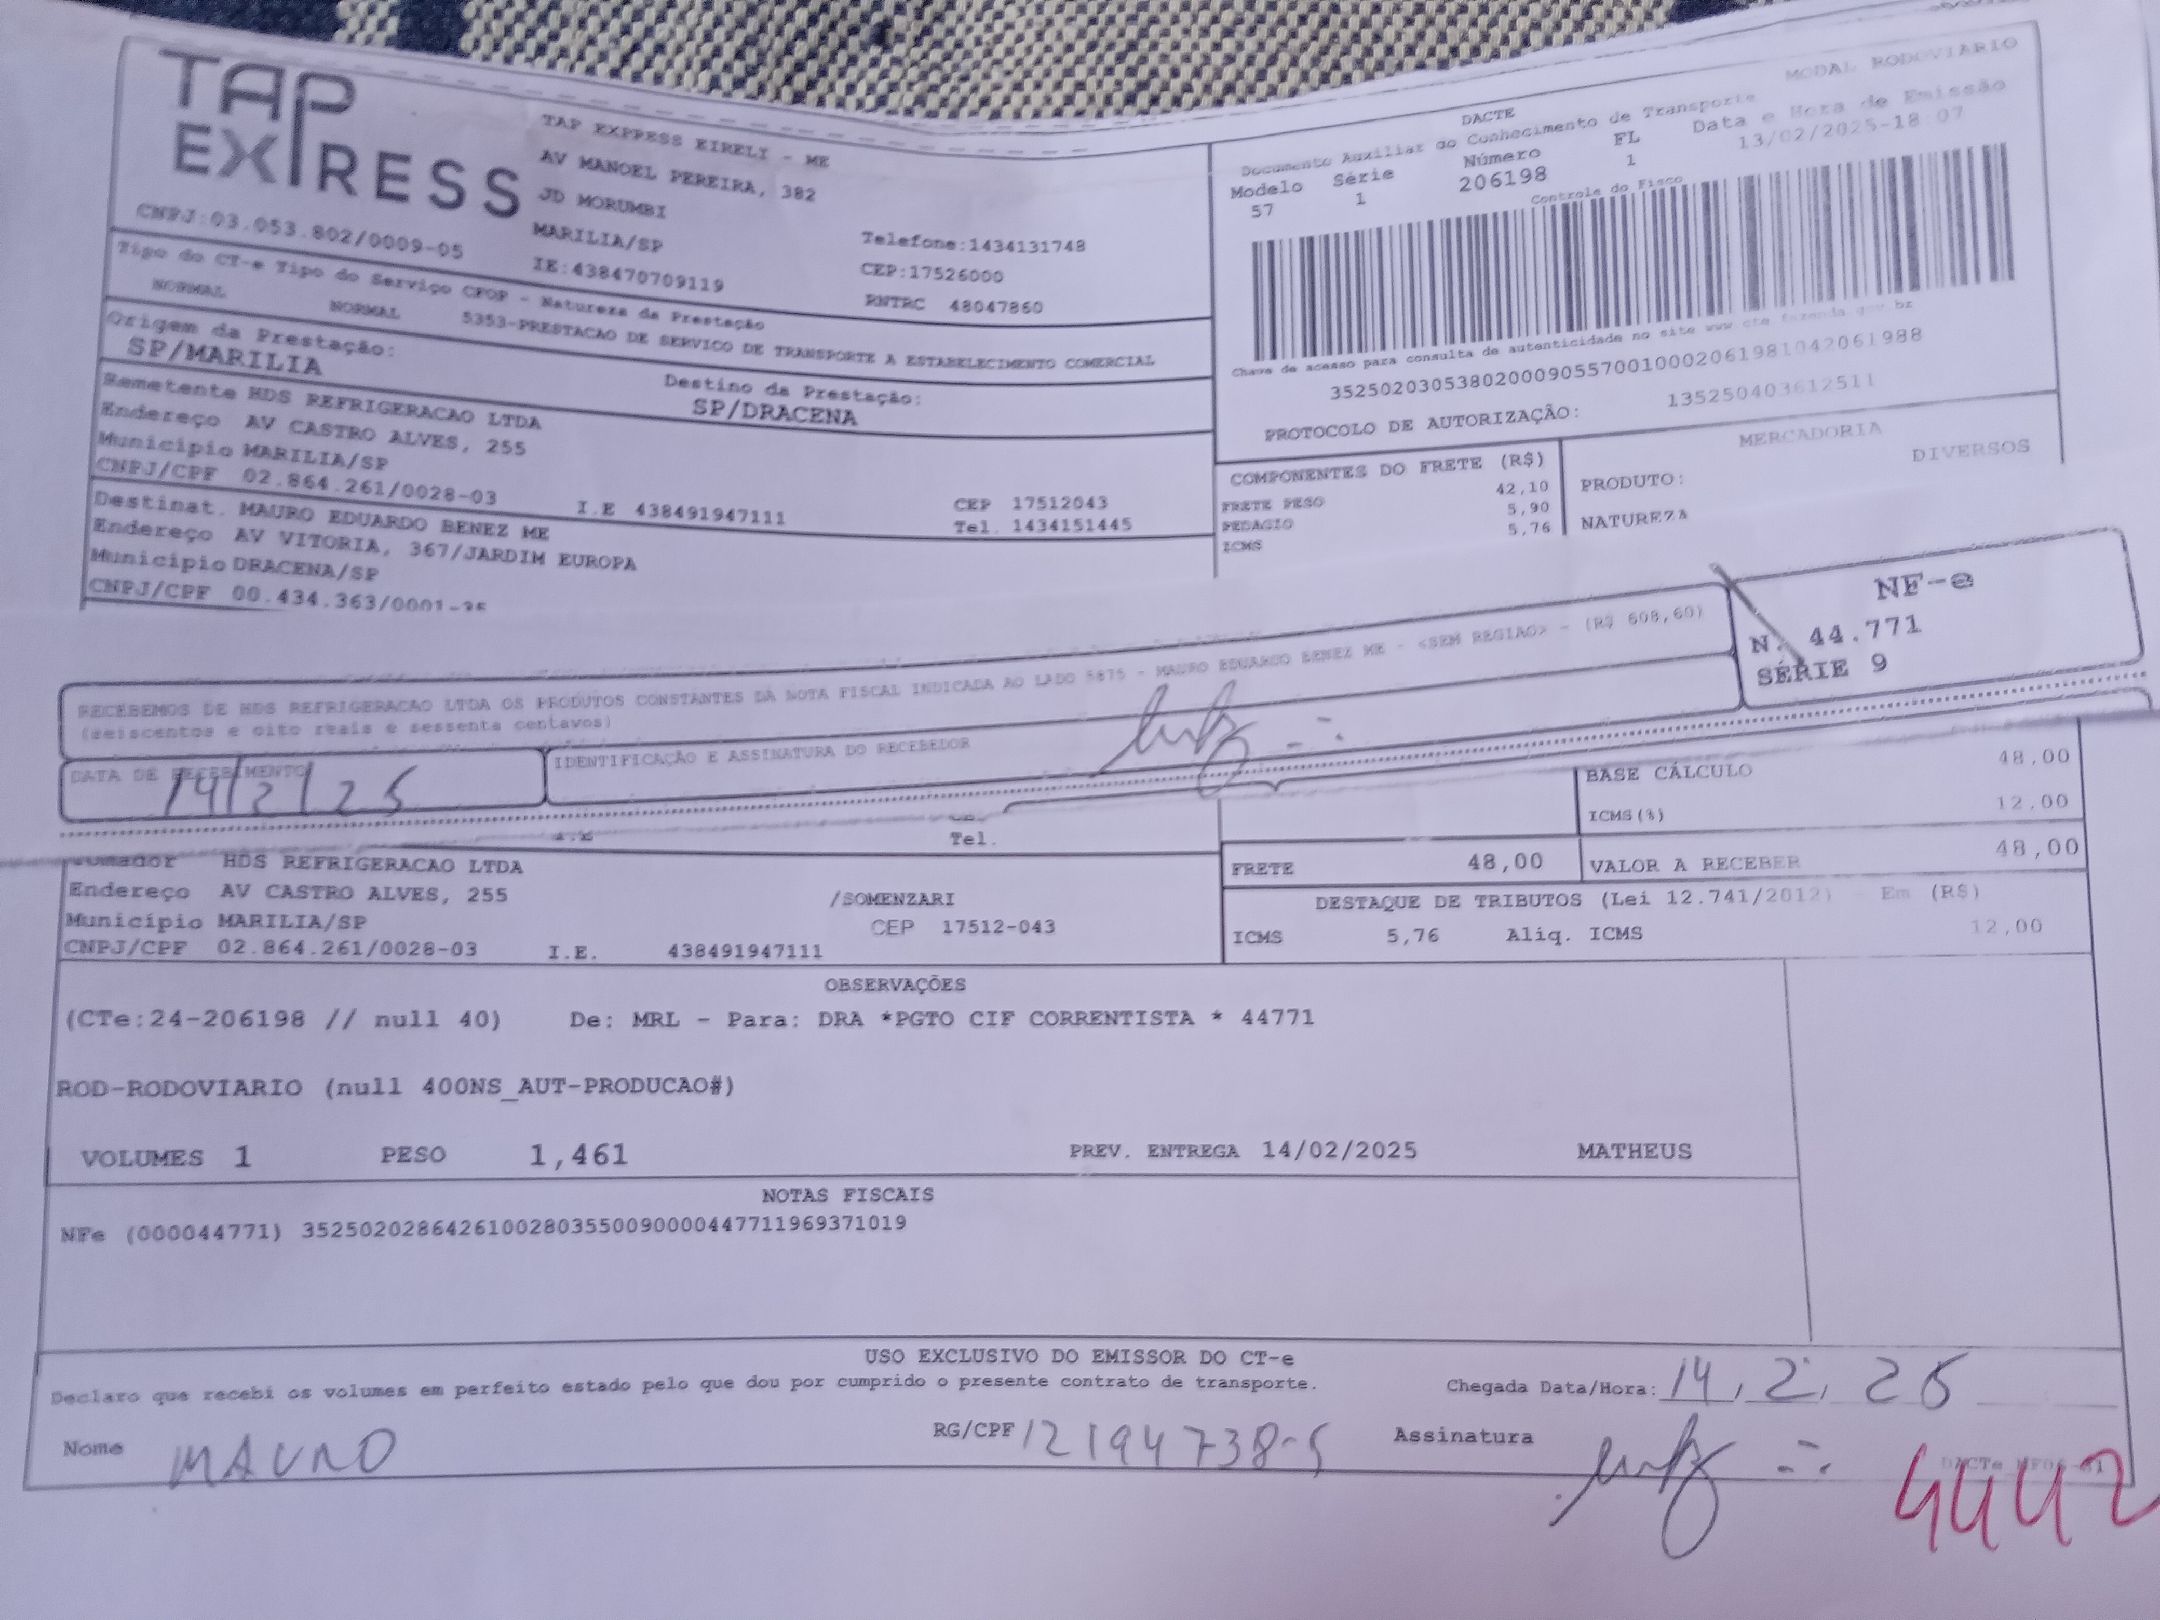 TAP
EXPRESS
TAP EXPRESS EIRELI - ME
AV MANOEL PEREIRA, 382
JD MORUMBI
MARILIA/SP
IE:438470709119
Telefone:1434131748
CEP:17526000
RNTRC 48047860
CNPJ:03.053.802/0009-05
Tipo do CT-e Tipo do Serviço CFOP - Natureza da Prestação
NORMAL NORMAL 5353-PRESTACAO DE SERVICO DE TRANSPORTE A ESTABELECIMENTO COMERCIAL
Origem da Prestação:
SP/MARILIA
Destino da Prestação:
SP/DRACENA
Remetente HDS REFRIGERACAO LTDA
Endereço AV CASTRO ALVES, 255
Município MARILIA/SP
CNPJ/CPF 02.864.261/0028-03 I.E 438491947111
CEP 17512043
Tel. 1434151445
Destinat. MAURO EDUARDO BENEZ ME
Endereço AV VITORIA, 367/JARDIM EUROPA
Município DRACENA/SP
CNPJ/CPF 00.434.363/0001-
MODAL RODOVIARIO
DACTE
Documento Auxiliar do Conhecimento de Transporte
Data e Hora de Emissão
Modelo Série Número FL
57 1 206198 1 13/02/2025-18:07
Controle do Fisco
Chave de acesso para consulta de autenticidade no site www.cte.fazenda.gov.br
35250203053802000905570010002061981042061988
PROTOCOLO DE AUTORIZAÇÃO: 135250403612511
COMPONENTES DO FRETE (R$)
FRETE PESO 42,10
PEDAGIO 5,90
ICMS 5,76
MERCADORIA
PRODUTO: DIVERSOS
NATUREZA
RECEBEMOS DE HDS REFRIGERACAO LTDA OS PRODUTOS CONSTANTES DA NOTA FISCAL INDICADA AO LADO 5875 - MAURO EDUARDO BENEZ ME - <SEM REGIAO> - (R$ 608,60)
(seiscentos e oito reais e sessenta centavos)
NF-e
N. 44.771
SÉRIE 9
DATA DE RECEBIMENTO
14/2/25
IDENTIFICAÇÃO E ASSINATURA DO RECEBEDOR
Tel.
BASE CÁLCULO 48,00
ICMS(%) 12,00
FRETE 48,00
VALOR A RECEBER 48,00
DESTAQUE DE TRIBUTOS (Lei 12.741/2012) - Em (R$)
ICMS 5,76 Aliq. ICMS 12,00
Tomador HDS REFRIGERACAO LTDA
Endereço AV CASTRO ALVES, 255 /SOMENZARI
Município MARILIA/SP CEP 17512-043
CNPJ/CPF 02.864.261/0028-03 I.E. 438491947111
OBSERVAÇÕES
(CTe:24-206198 // null 40) De: MRL - Para: DRA *PGTO CIF CORRENTISTA * 44771
ROD-RODOVIARIO (null 400NS_AUT-PRODUCAO#)
VOLUMES 1 PESO 1,461 PREV. ENTREGA 14/02/2025 MATHEUS
NOTAS FISCAIS
NFe (000044771) 35250202864261002803550090000447711969371019
USO EXCLUSIVO DO EMISSOR DO CT-e
Declaro que recebi os volumes em perfeito estado pelo que dou por cumprido o presente contrato de transporte.
Chegada Data/Hora: 14, 2, 25
Nome MAURO
RG/CPF 12194738-5
Assinatura
4442